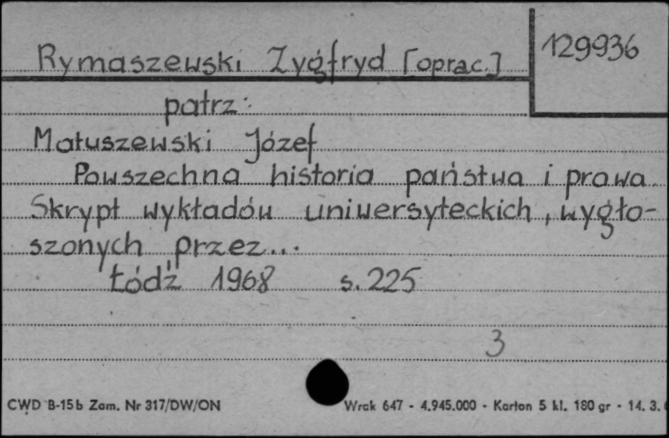 Rymaszewski Zygfryd [oprac.]
129936
patrz:
Matuszewski Józef
Powszechna historia państwa i prawa.
Skrypt wykładów uniwersyteckich, wygło-
szonych przez...
Łódź 1968 s. 225
3
CWD B-15b Zam. Nr 317/DW/ON
Wrak 647 - 4.945.000 - Karton 5 kl. 180 gr - 14. 3.